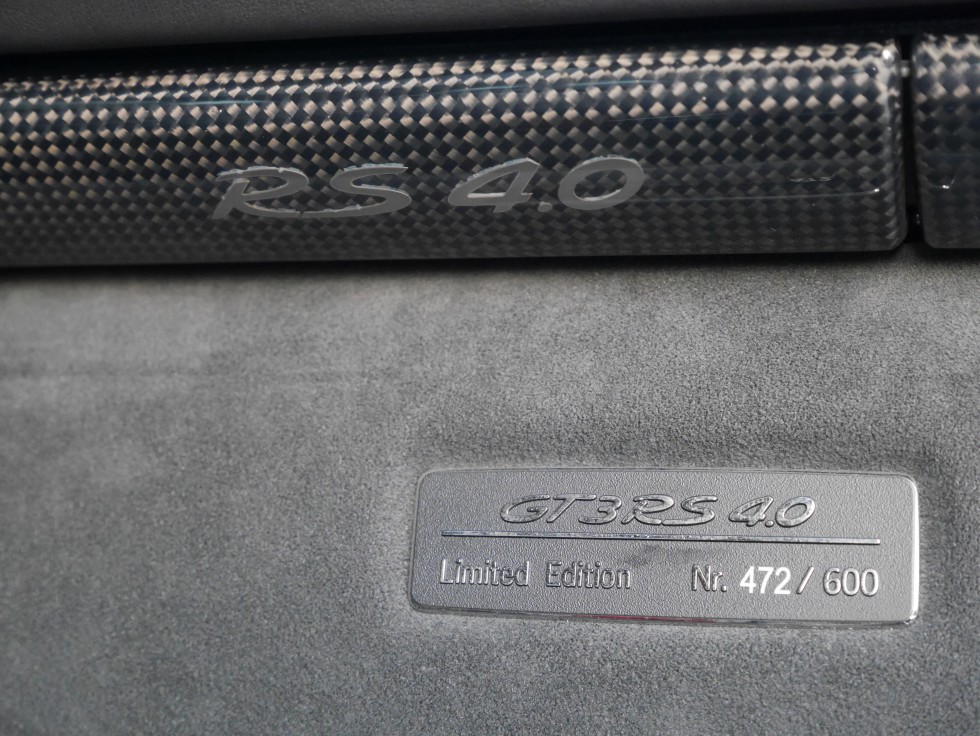 RS 4.0
GT3RS 4.0
Limited Edition Nr. 472 / 600